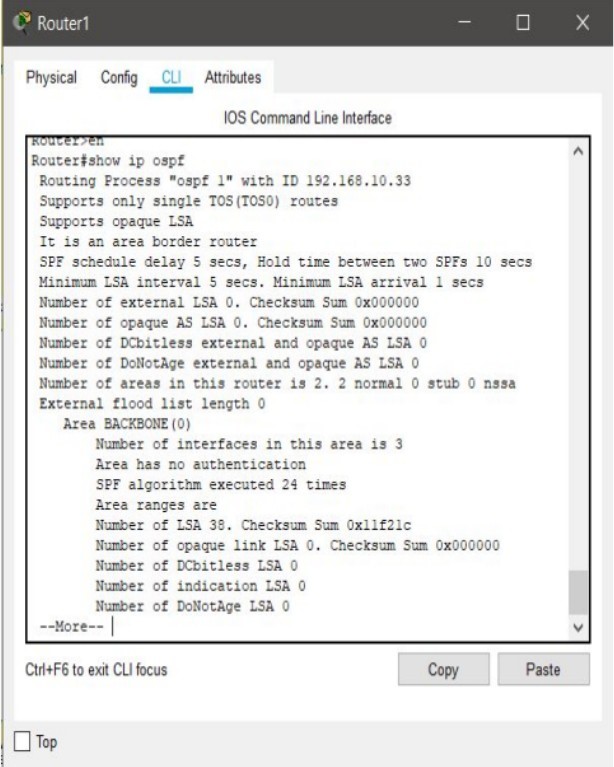 Router1
Physical Config CLI Attributes
IOS Command Line Interface
Router>en
Router#show ip ospf
Routing Process "ospf 1" with ID 192.168.10.33
Supports only single TOS(TOS0) routes
Supports opaque LSA
It is an area border router
SPF schedule delay 5 secs, Hold time between two SPFs 10 secs
Minimum LSA interval 5 secs. Minimum LSA arrival 1 secs
Number of external LSA 0. Checksum Sum 0x000000
Number of opaque AS LSA 0. Checksum Sum 0x000000
Number of DCbitless external and opaque AS LSA 0
Number of DoNotAge external and opaque AS LSA 0
Number of areas in this router is 2. 2 normal 0 stub 0 nssa
External flood list length 0
Area BACKBONE(0)
Number of interfaces in this area is 3
Area has no authentication
SPF algorithm executed 24 times
Area ranges are
Number of LSA 38. Checksum Sum 0x11f21c
Number of opaque link LSA 0. Checksum Sum 0x000000
Number of DCbitless LSA 0
Number of indication LSA 0
Number of DoNotAge LSA 0
--More--
Ctrl+F6 to exit CLI focus
Copy Paste
Top